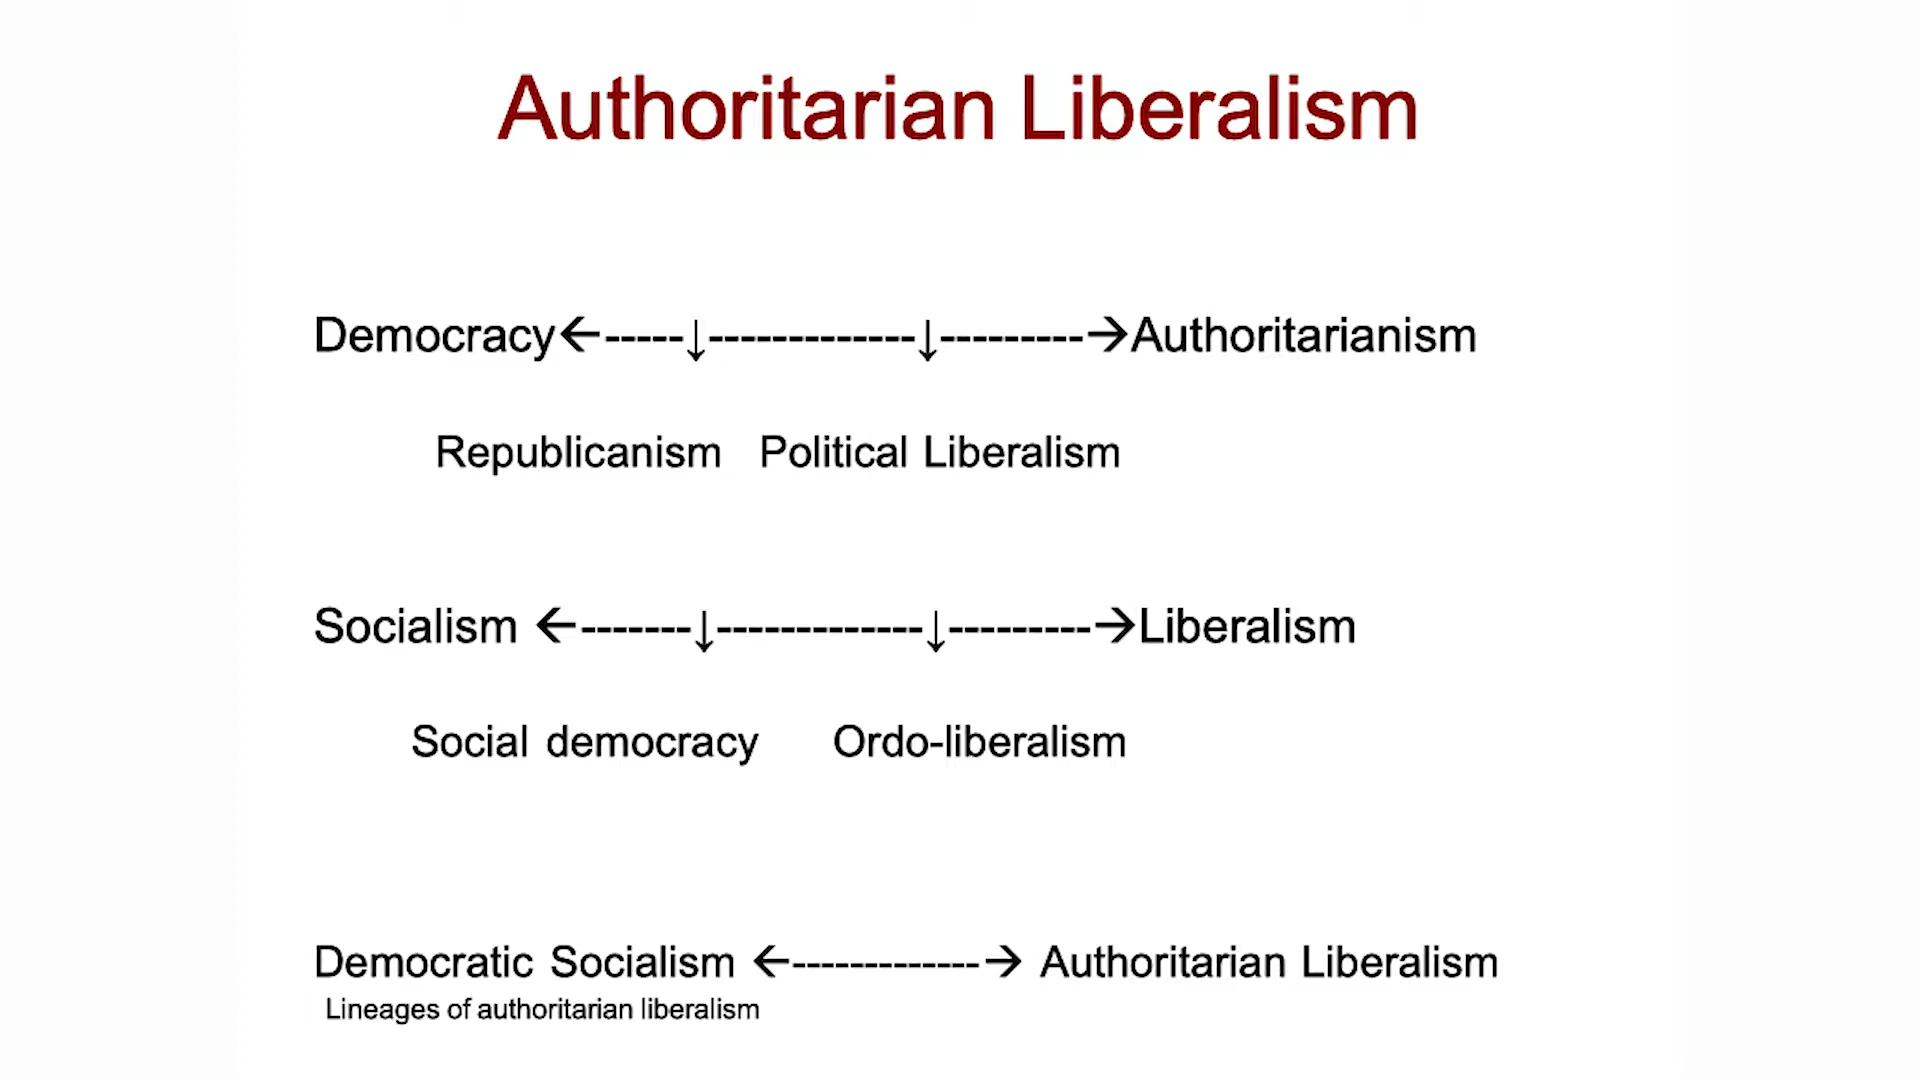 Authoritarian Liberalism
Democracy←-----↓-------------↓---------→Authoritarianism
Republicanism Political Liberalism
Socialism ←-------↓-------------↓---------→Liberalism
Social democracy Ordo-liberalism
Democratic Socialism ←-------------→ Authoritarian Liberalism
Lineages of authoritarian liberalism